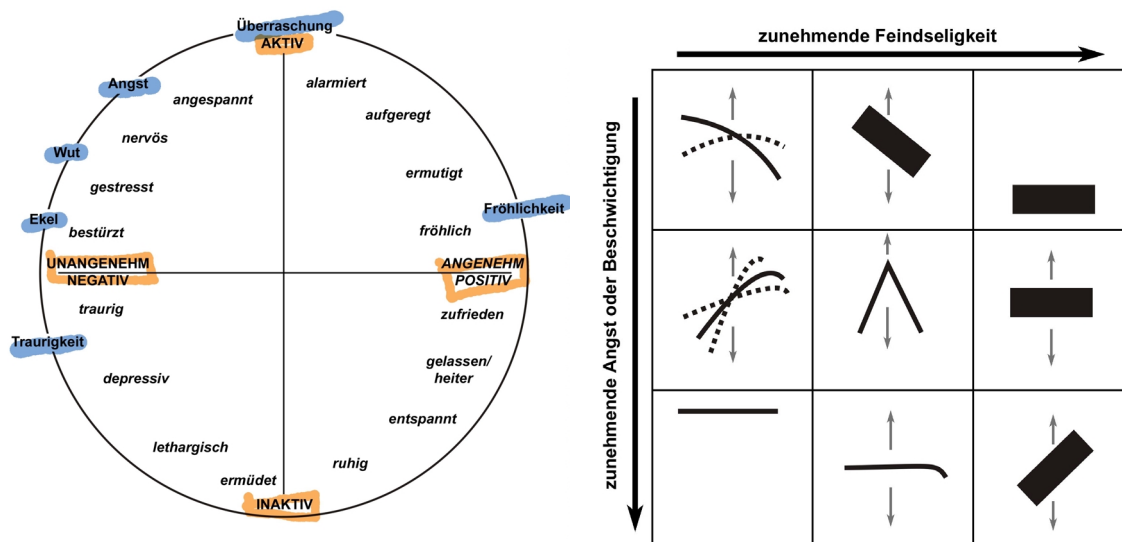 Überraschung
AKTIV
alarmiert
Angst
angespannt
aufgeregt
nervös
Wut
ermutigt
gestresst
Fröhlichkeit
Ekel
bestürzt
fröhlich
UNANGENEHM
NEGATIV
ANGENEHM
POSITIV
traurig
zufrieden
Traurigkeit
gelassen/
heiter
depressiv
entspannt
lethargisch
ruhig
ermüdet
INAKTIV
zunehmende Feindseligkeit
zunehmende Angst oder Beschwichtigung